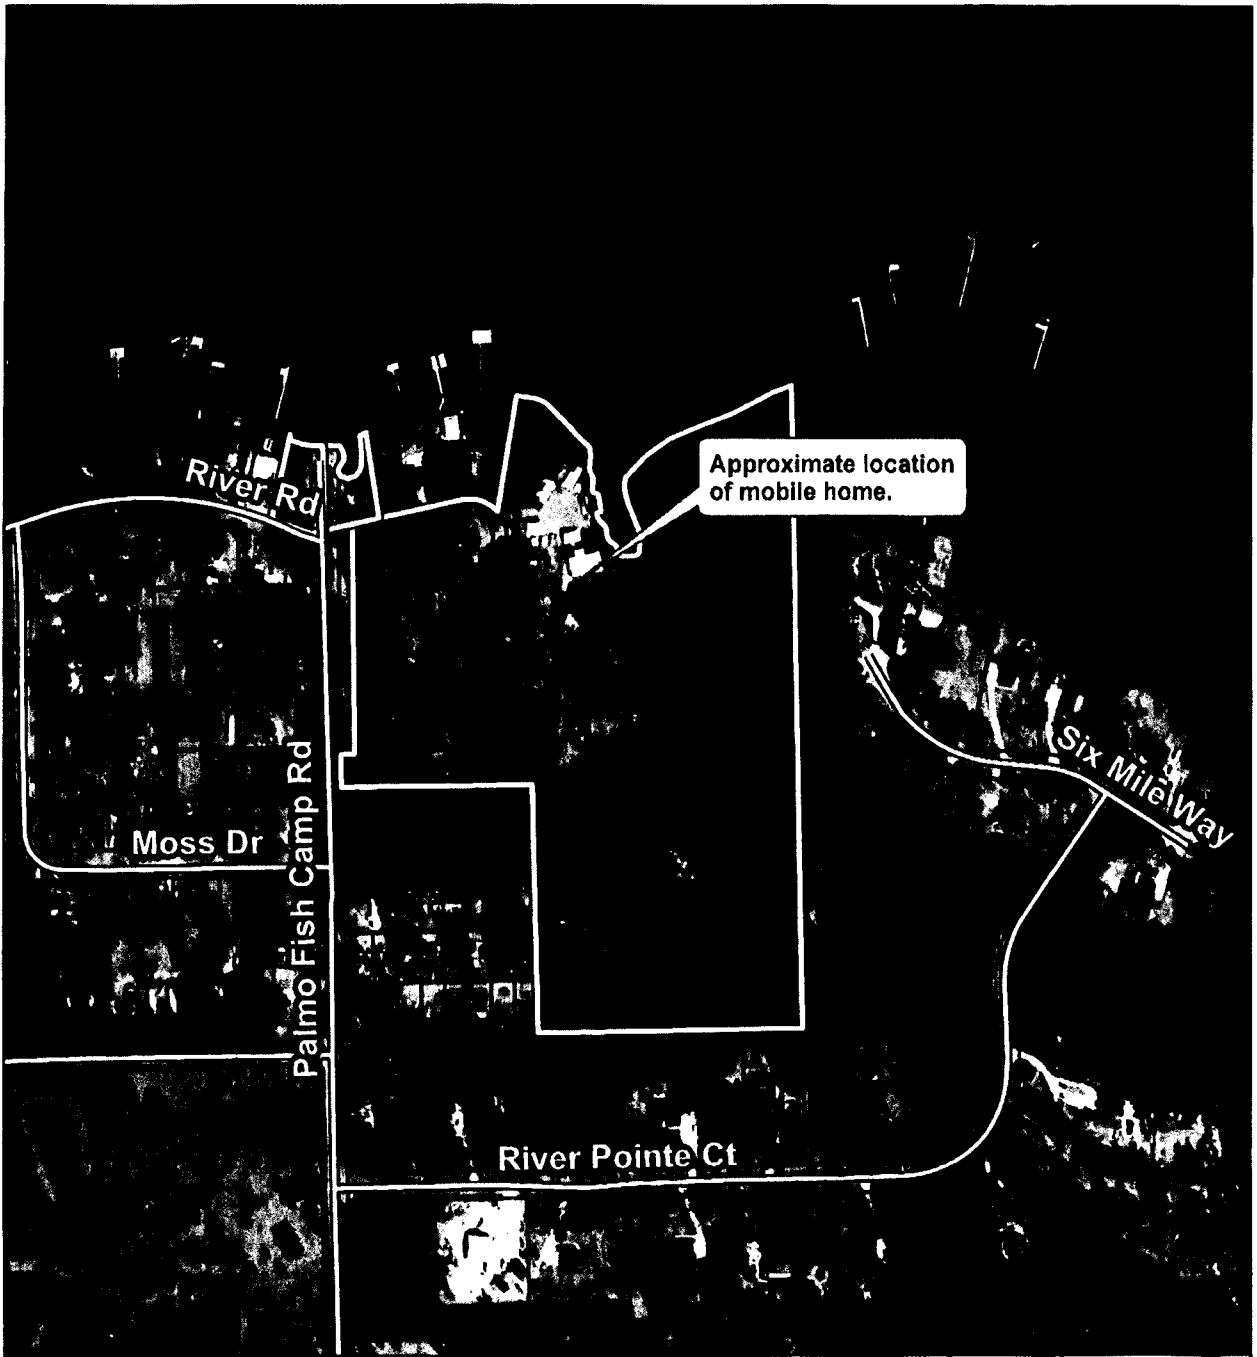 River Rd
Approximate location
of mobile home.
Six Mile Way
Moss Dr
Palmo Fish Camp Rd
River Pointe Ct